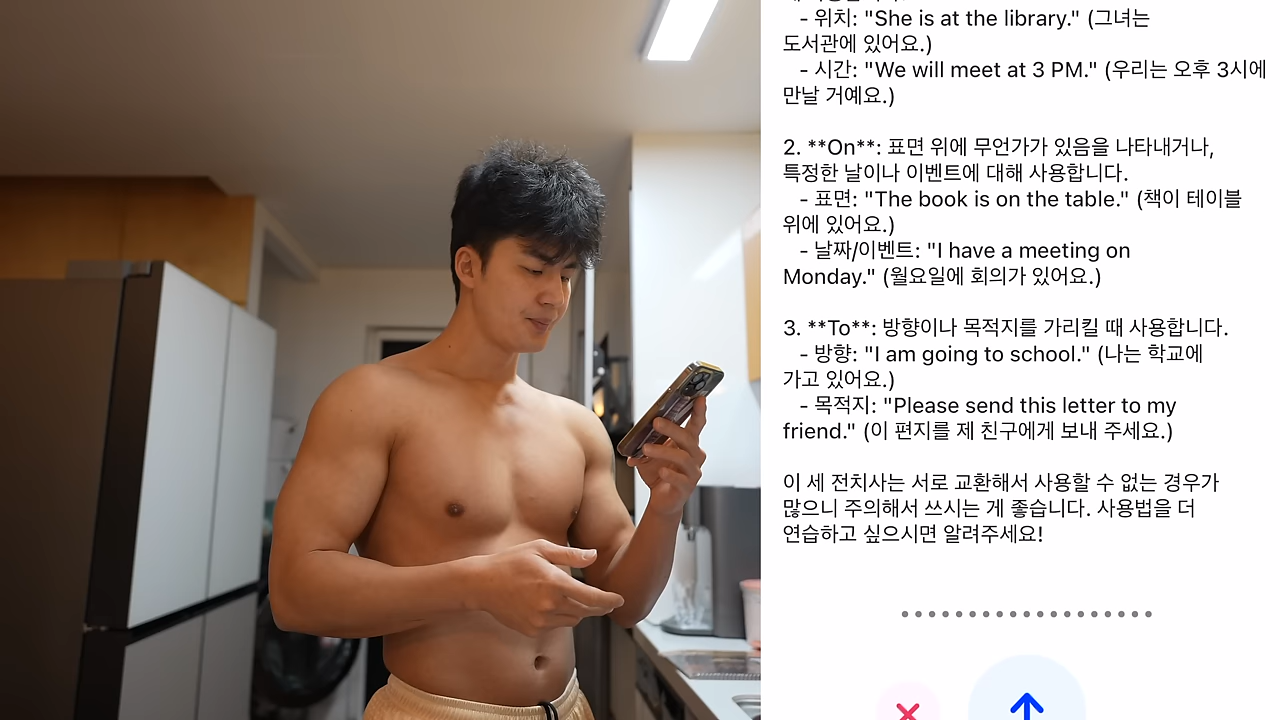 - 위치: "She is at the library." (그녀는
도서관에 있어요.)
- 시간: "We will meet at 3 PM." (우리는 오후 3시에
만날 거예요.)
2. **On**: 표면 위에 무언가가 있음을 나타내거나,
특정한 날이나 이벤트에 대해 사용합니다.
- 표면: "The book is on the table." (책이 테이블
위에 있어요.)
- 날짜/이벤트: "I have a meeting on
Monday." (월요일에 회의가 있어요.)
3. **To**: 방향이나 목적지를 가리킬 때 사용합니다.
- 방향: "I am going to school." (나는 학교에
가고 있어요.)
- 목적지: "Please send this letter to my
friend." (이 편지를 제 친구에게 보내 주세요.)
이 세 전치사는 서로 교환해서 사용할 수 없는 경우가
많으니 주의해서 쓰시는 게 좋습니다. 사용법을 더
연습하고 싶으시면 알려주세요!